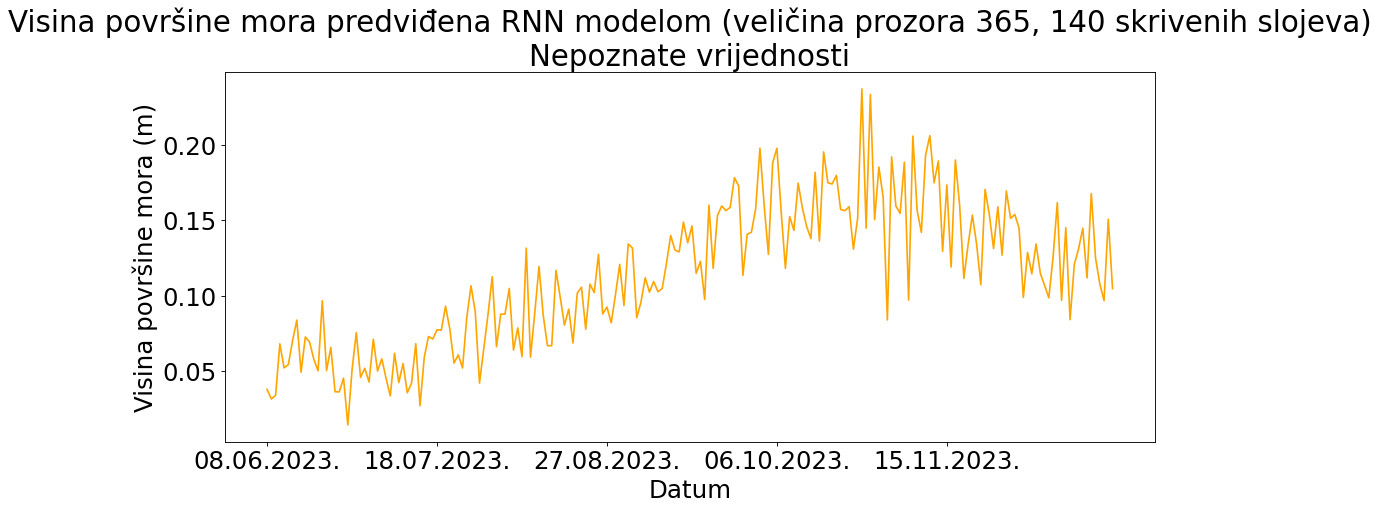 Visina površine mora predviđena RNN modelom (veličina prozora 365, 140 skrivenih slojeva)
Nepoznate vrijednosti
Visina površine mora (m)
0.20
0.15
0.10
0.05
08.06.2023. 18.07.2023. 27.08.2023. 06.10.2023. 15.11.2023.
Datum